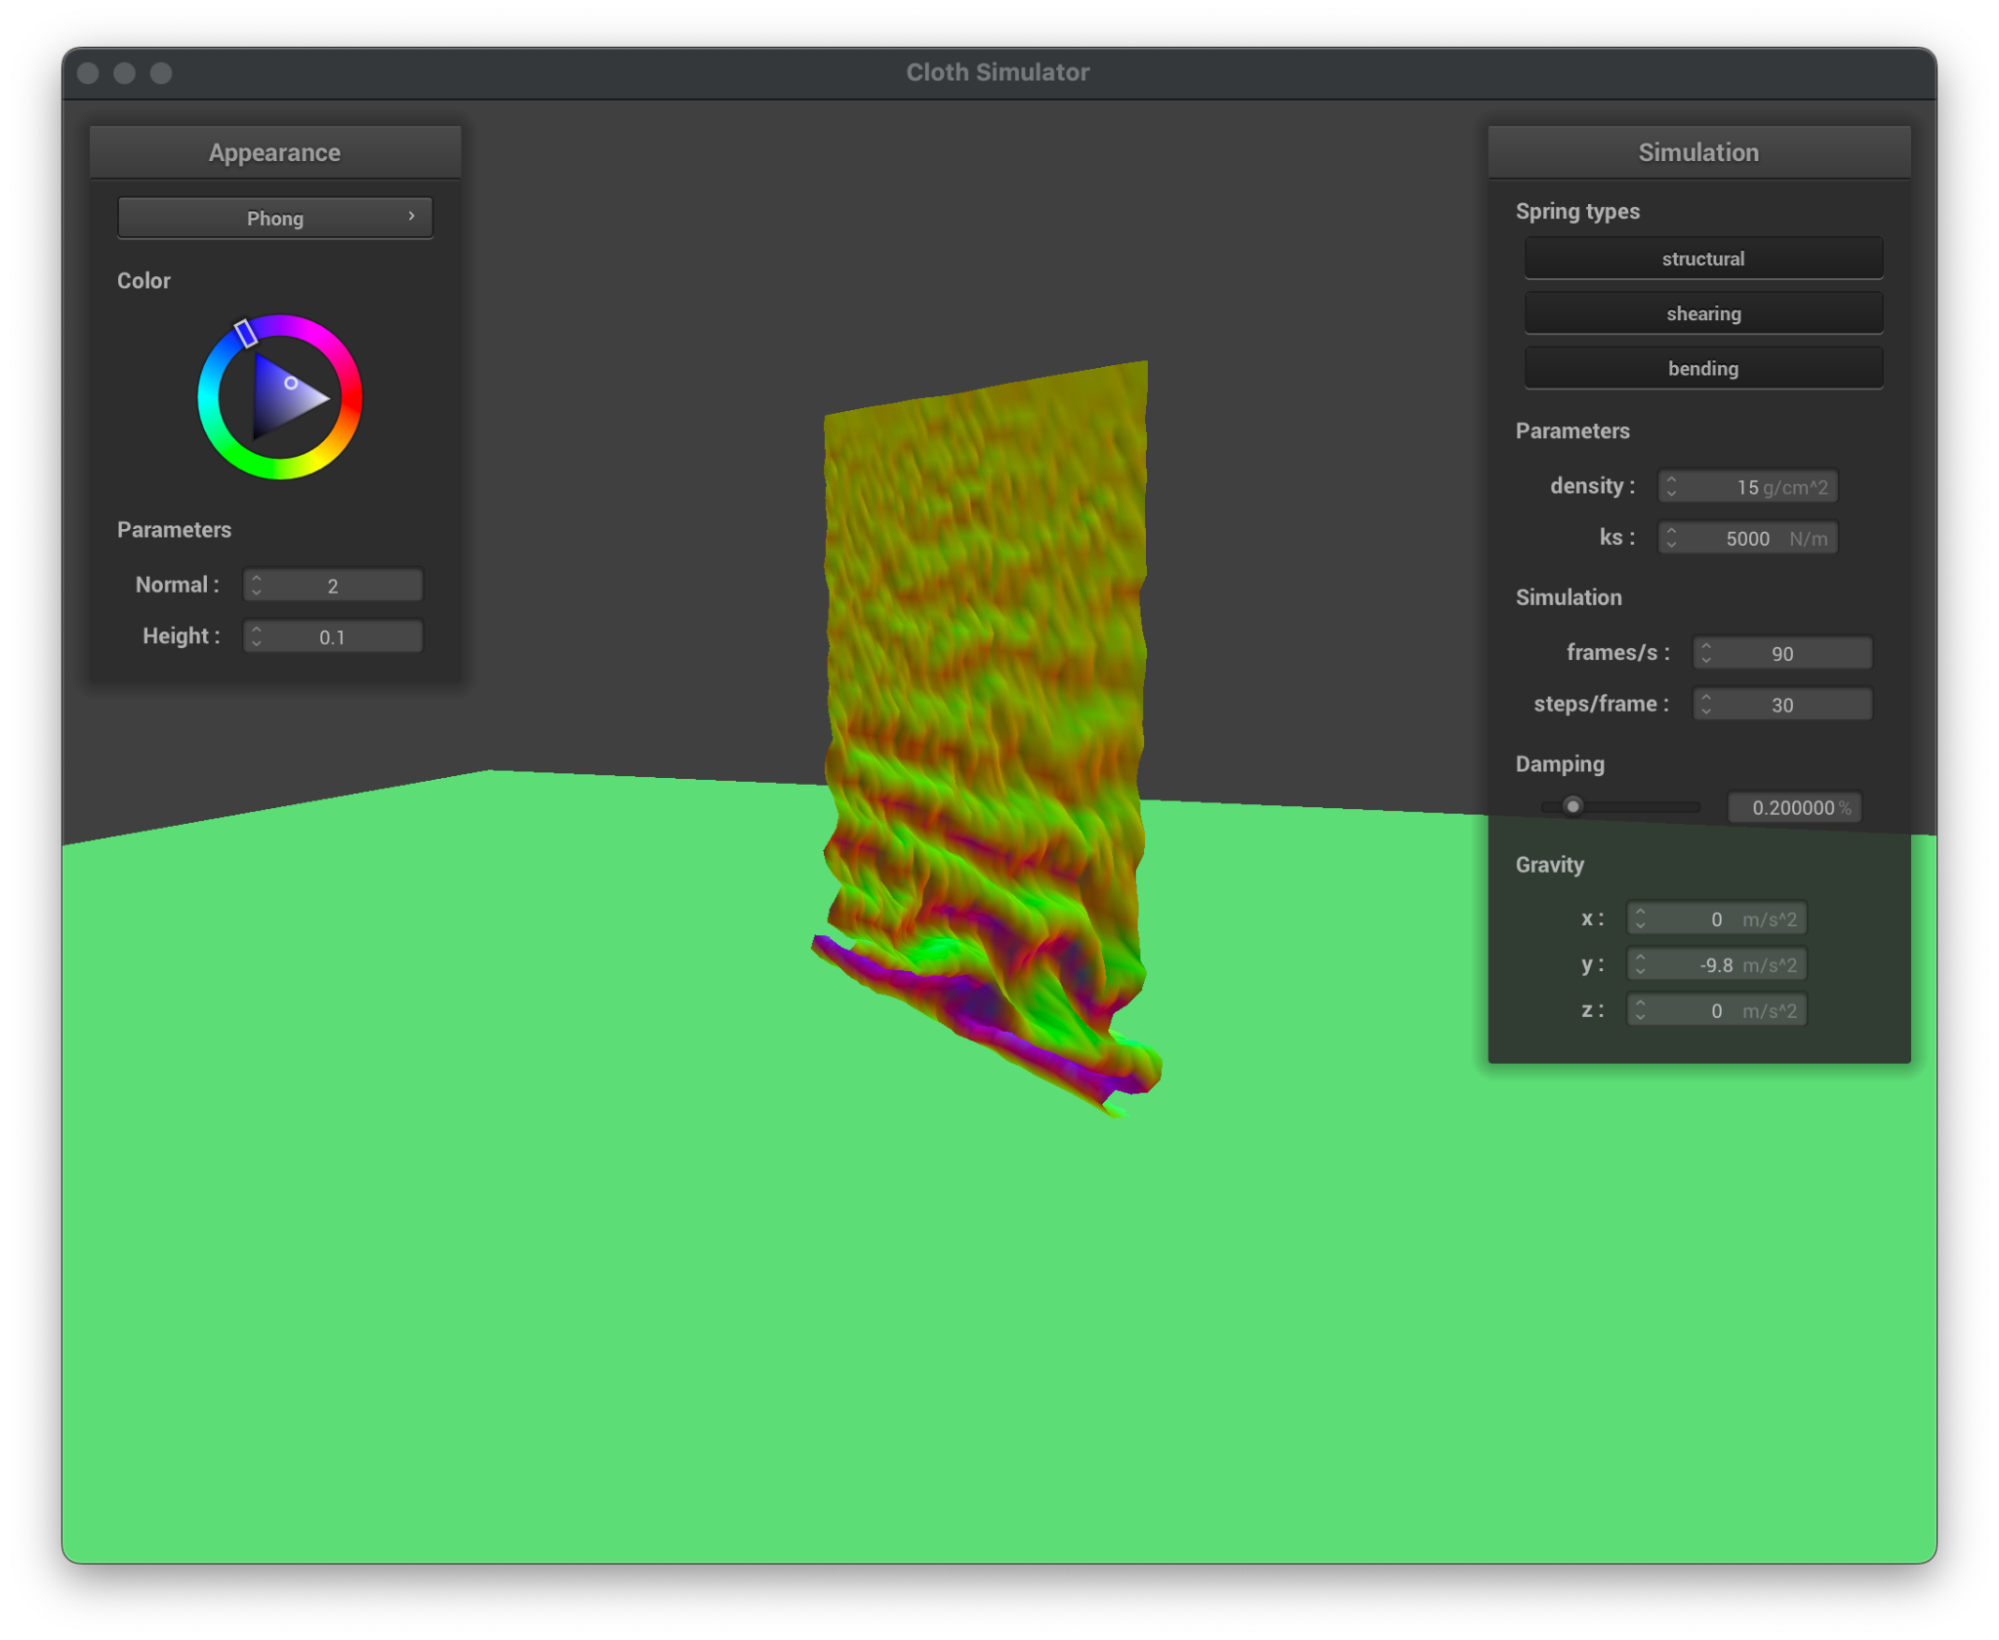 Cloth Simulator
Appearance
Phong
Color
Parameters
Normal : 2
Height : 0.1
Simulation
Spring types
structural
shearing
bending
Parameters
density : 15 g/cm^2
ks : 5000 N/m
Simulation
frames/s : 90
steps/frame : 30
Damping
0.200000 %
Gravity
x : 0 m/s^2
y : -9.8 m/s^2
z : 0 m/s^2